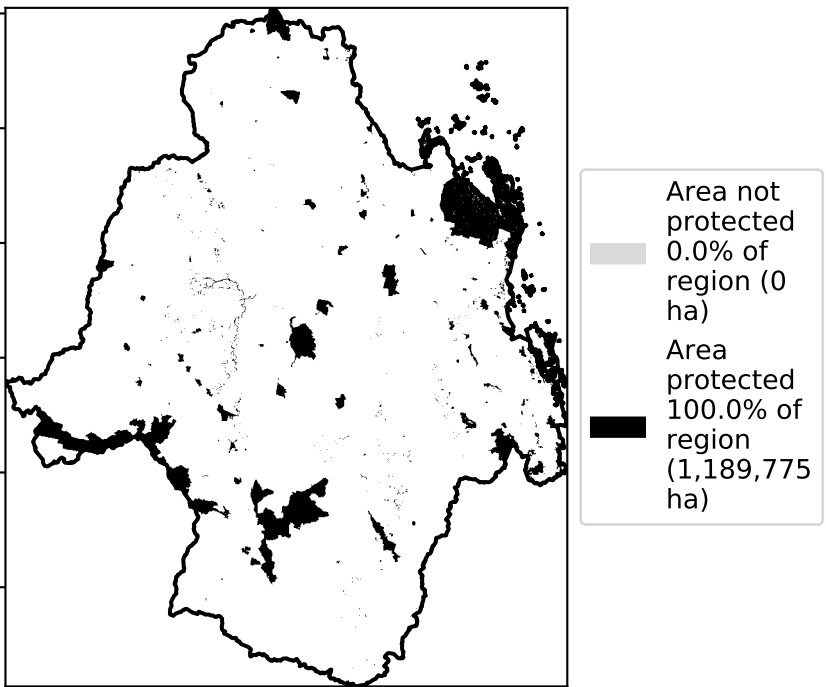 Area not
protected
0.0% of
region (0
ha)
Area
protected
100.0% of
region
(1,189,775
ha)